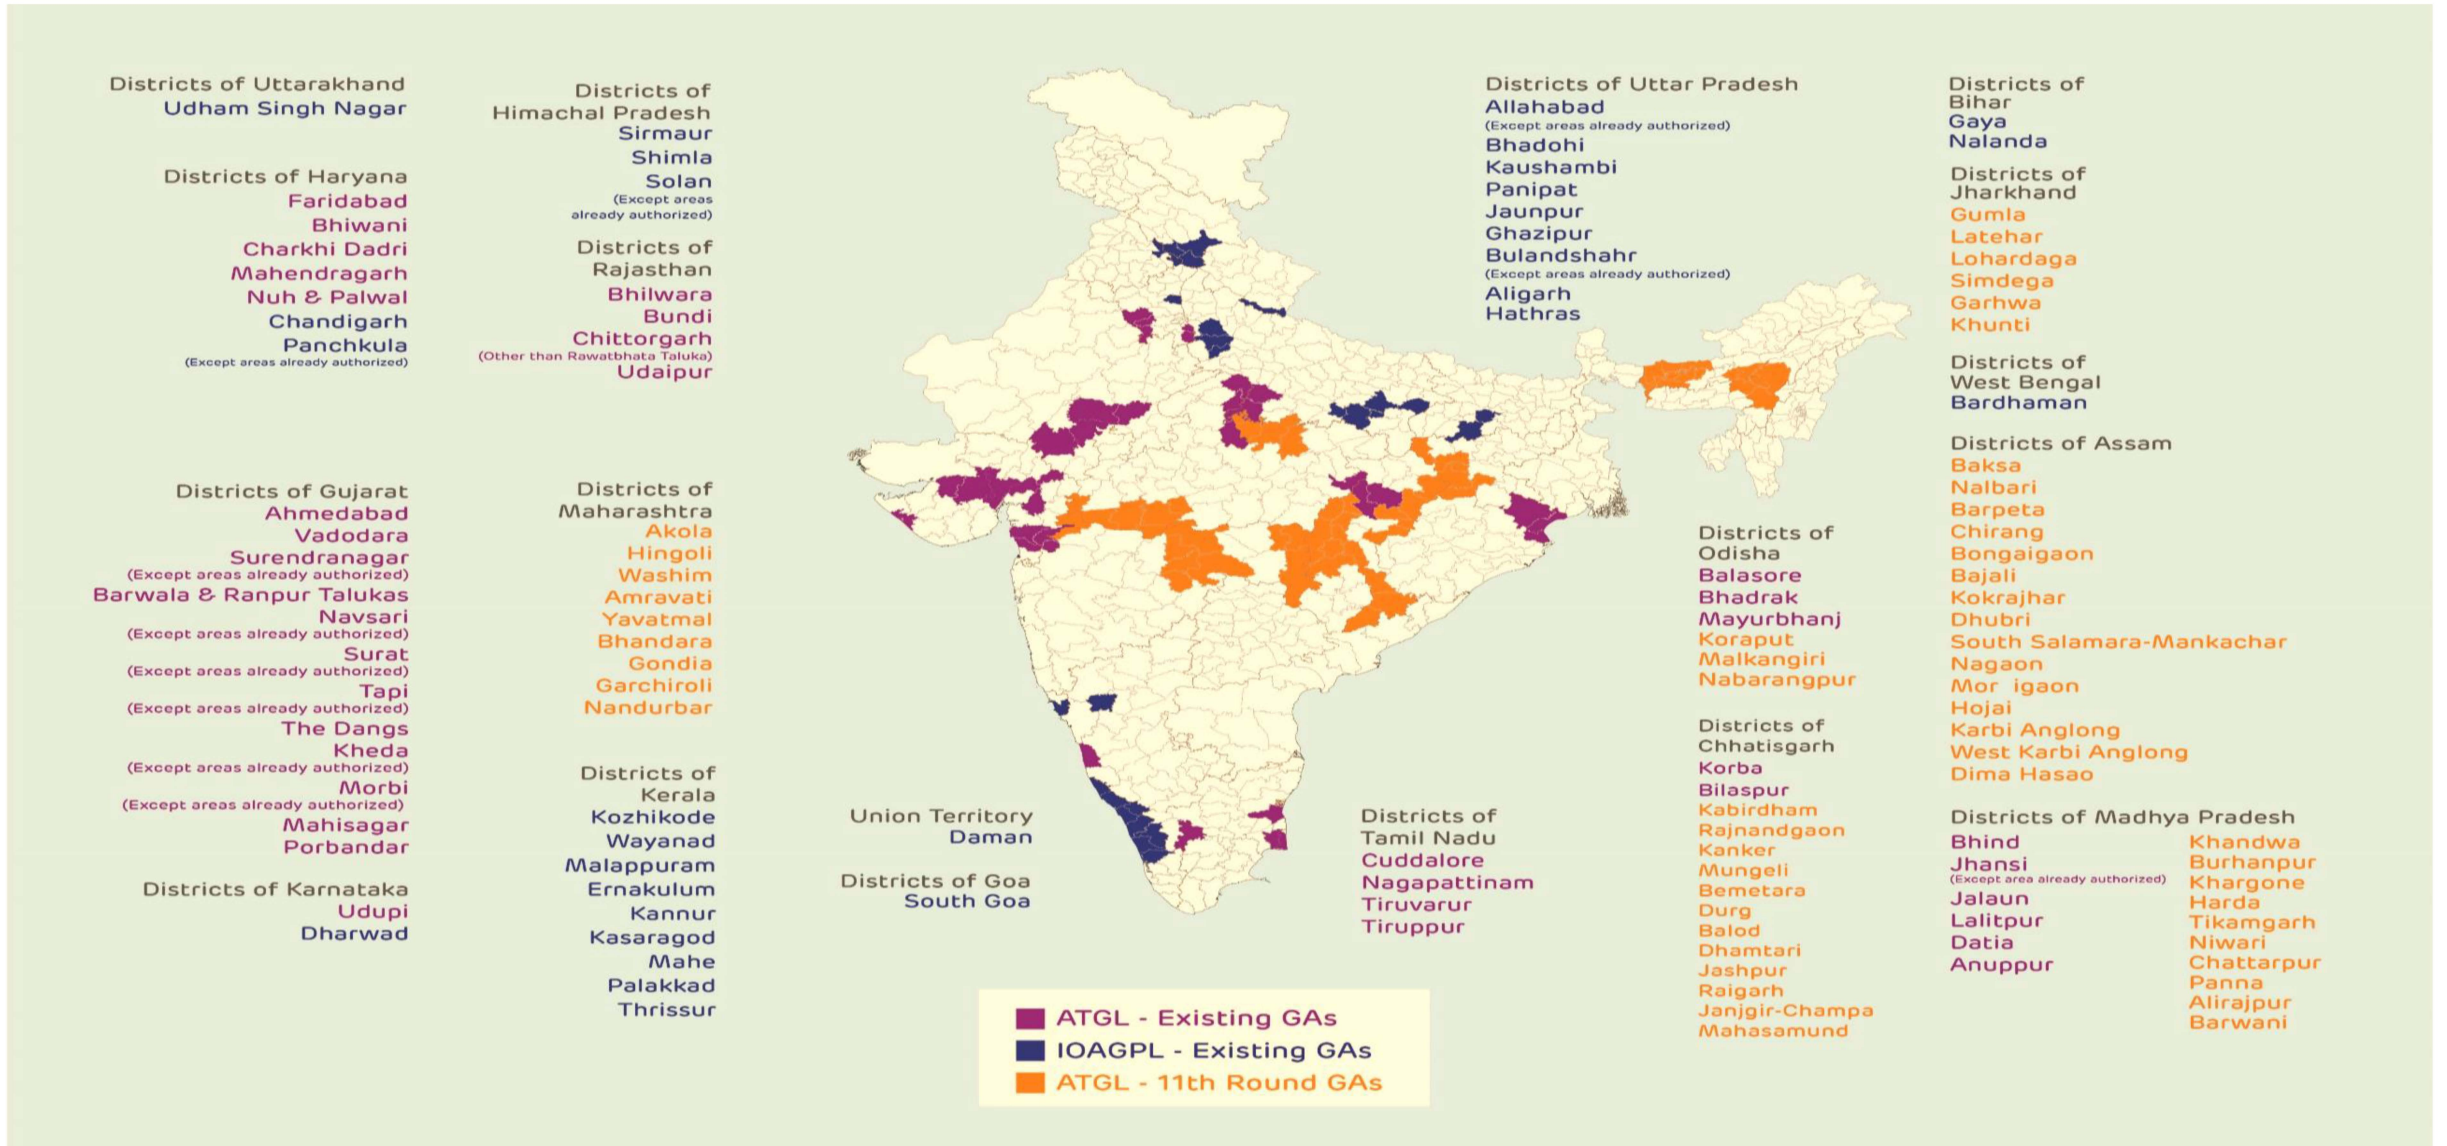 Districts of Uttarakhand
Udham Singh Nagar
Districts of Haryana
Faridabad
Bhiwani
Charkhi Dadri
Mahendragarh
Nuh & Palwal
Chandigarh
Panchkula
(Except areas already authorized)
Districts of Gujarat
Ahmedabad
Vadodara
Surendranagar
(Except areas already authorized)
Barwala & Ranpur Talukas
Navsari
(Except areas already authorized)
Surat
(Except areas already authorized)
Tapi
(Except areas already authorized)
The Dangs
Kheda
(Except areas already authorized)
Morbi
(Except areas already authorized)
Mahisagar
Porbandar
Districts of Karnataka
Udupi
Dharwad
Districts of
Himachal Pradesh
Sirmaur
Shimla
Solan
(Except areas
already authorized)
Districts of
Rajasthan
Bhilwara
Bundi
Chittorgarh
(Other than Rawatbhata Taluka)
Udaipur
Districts of
Maharashtra
Akola
Hingoli
Washim
Amravati
Yavatmal
Bhandara
Gondia
Garchiroli
Nandurbar
Districts of
Kerala
Kozhikode
Wayanad
Malappuram
Ernakulum
Kannur
Kasaragod
Mahe
Palakkad
Thrissur
Union Territory
Daman
Districts of Goa
South Goa
ATGL - Existing GAs
IOAGPL - Existing GAs
ATGL - 11th Round GAs
Districts of
Tamil Nadu
Cuddalore
Nagapattinam
Tiruvarur
Tiruppur
Districts of Uttar Pradesh
Allahabad
(Except areas already authorized)
Bhadohi
Kaushambi
Panipat
Jaunpur
Ghazipur
Bulandshahr
(Except areas already authorized)
Aligarh
Hathras
Districts of
Odisha
Balasore
Bhadrak
Mayurbhanj
Koraput
Malkangiri
Nabarangpur
Districts of
Chhatisgarh
Korba
Bilaspur
Kabirdham
Rajnandgaon
Kanker
Mungeli
Bemetara
Durg
Balod
Dhamtari
Jashpur
Raigarh
Janjgir-Champa
Mahasamund
Districts of
Bihar
Gaya
Nalanda
Districts of
Jharkhand
Gumla
Latehar
Lohardaga
Simdega
Garhwa
Khunti
Districts of
West Bengal
Bardhaman
Districts of Assam
Baksa
Nalbari
Barpeta
Chirang
Bongaigaon
Bajali
Kokrajhar
Dhubri
South Salamara-Mankachar
Nagaon
Mor igaon
Hojai
Karbi Anglong
West Karbi Anglong
Dima Hasao
Districts of Madhya Pradesh
Bhind
Jhansi
(Except area already authorized)
Jalaun
Lalitpur
Datia
Anuppur
Khandwa
Burhanpur
Khargone
Harda
Tikamgarh
Niwari
Chattarpur
Panna
Alirajpur
Barwani